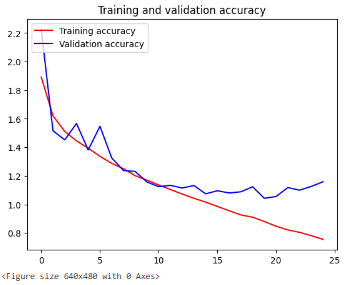 Training and validation accuracy
Training accuracy
Validation accuracy
2.2
2.0
1.8
1.6
1.4
1.2
1.0
0.8
0 5 10 15 20 25
<Figure size 640x480 with 0 Axes>